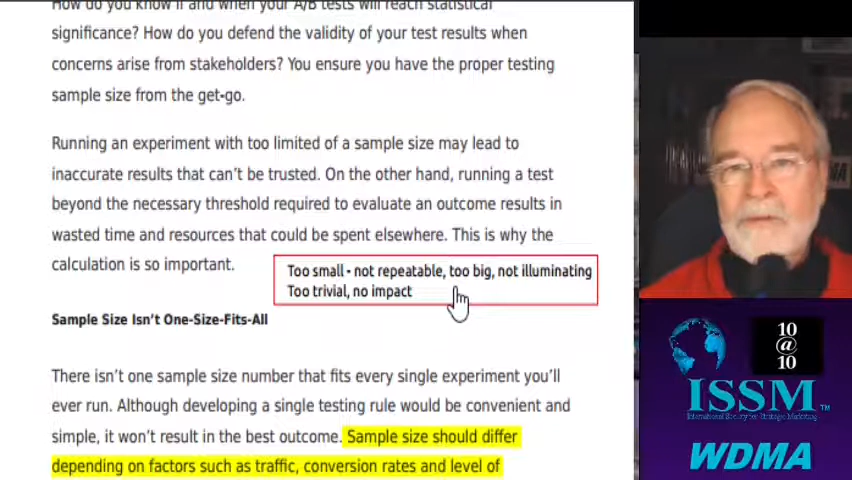 How do you know if and when your A/B tests will reach statistical
significance? How do you defend the validity of your test results when
concerns arise from stakeholders? You ensure you have the proper testing
sample size from the get-go.
Running an experiment with too limited of a sample size may lead to
inaccurate results that can't be trusted. On the other hand, running a test
beyond the necessary threshold required to evaluate an outcome results in
wasted time and resources that could be spent elsewhere. This is why the
calculation is so important.
Too small - not repeatable, too big, not illuminating
Too trivial, no impact
Sample Size Isn't One-Size-Fits-All
There isn't one sample size number that fits every single experiment you'll
ever run. Although developing a single testing rule would be convenient and
simple, it won't result in the best outcome. Sample size should differ
depending on factors such as traffic, conversion rates and level of
DMA
10
@
10
ISSM TM
International Society for Strategic Marketing
WDMA